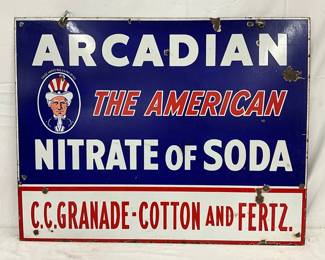 ARCADIAN
THE AMERICAN
NITRATE OF SODA
C.C.GRANADE-COTTON AND FERTZ.